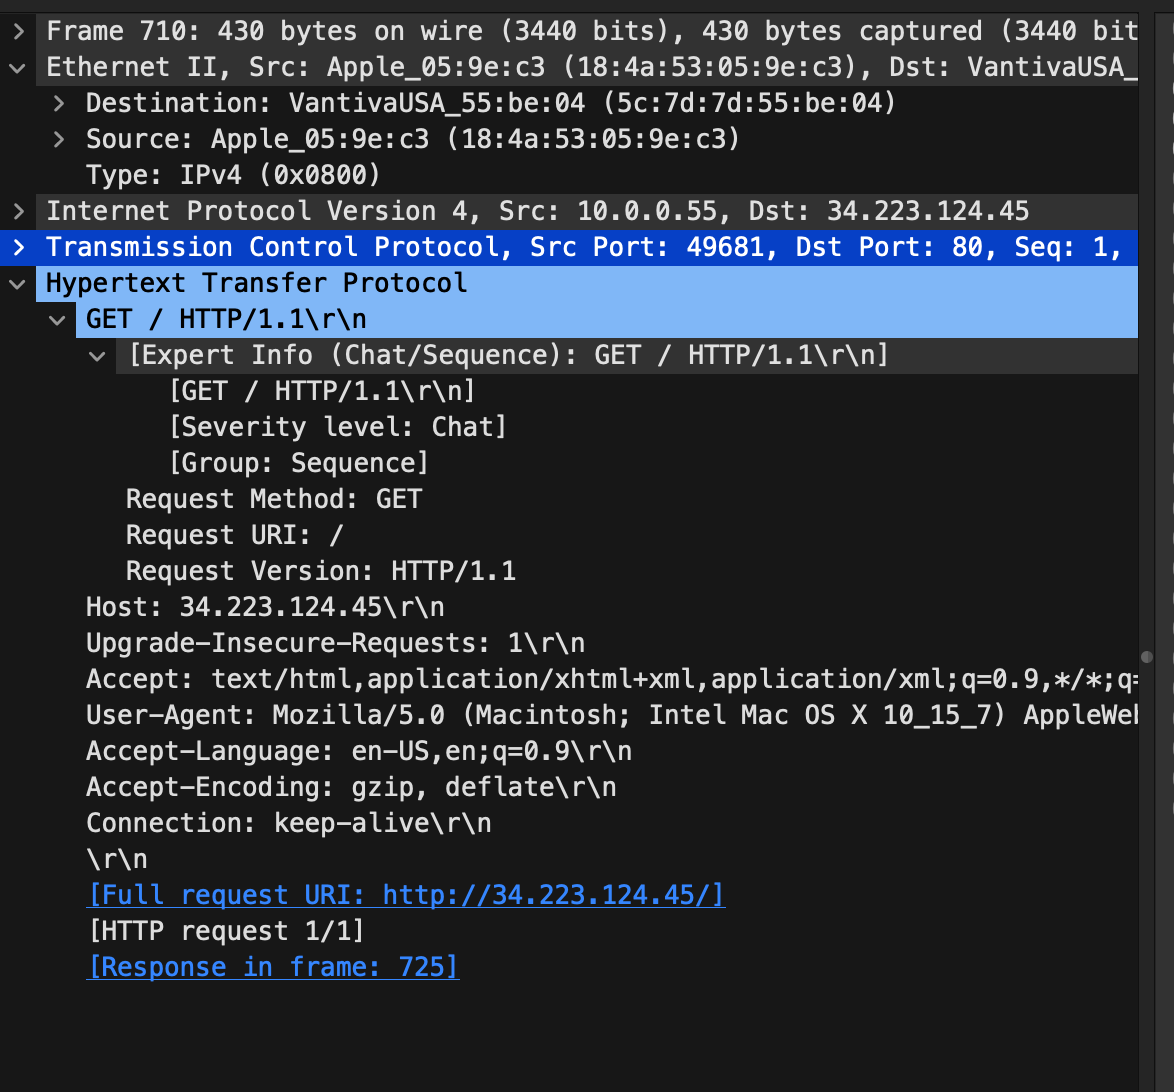 Frame 710: 430 bytes on wire (3440 bits), 430 bytes captured (3440 bit
Ethernet II, Src: Apple_05:9e:c3 (18:4a:53:05:9e:c3), Dst: VantivaUSA_
Destination: VantivaUSA_55:be:04 (5c:7d:7d:55:be:04)
Source: Apple_05:9e:c3 (18:4a:53:05:9e:c3)
Type: IPv4 (0x0800)
Internet Protocol Version 4, Src: 10.0.0.55, Dst: 34.223.124.45
Transmission Control Protocol, Src Port: 49681, Dst Port: 80, Seq: 1,
Hypertext Transfer Protocol
GET / HTTP/1.1\r\n
[Expert Info (Chat/Sequence): GET / HTTP/1.1\r\n]
[GET / HTTP/1.1\r\n]
[Severity level: Chat]
[Group: Sequence]
Request Method: GET
Request URI: /
Request Version: HTTP/1.1
Host: 34.223.124.45\r\n
Upgrade-Insecure-Requests: 1\r\n
Accept: text/html,application/xhtml+xml,application/xml;q=0.9,*/*;q=
User-Agent: Mozilla/5.0 (Macintosh; Intel Mac OS X 10_15_7) AppleWeb
Accept-Language: en-US,en;q=0.9\r\n
Accept-Encoding: gzip, deflate\r\n
Connection: keep-alive\r\n
\r\n
[Full request URI: http://34.223.124.45/]
[HTTP request 1/1]
[Response in frame: 725]